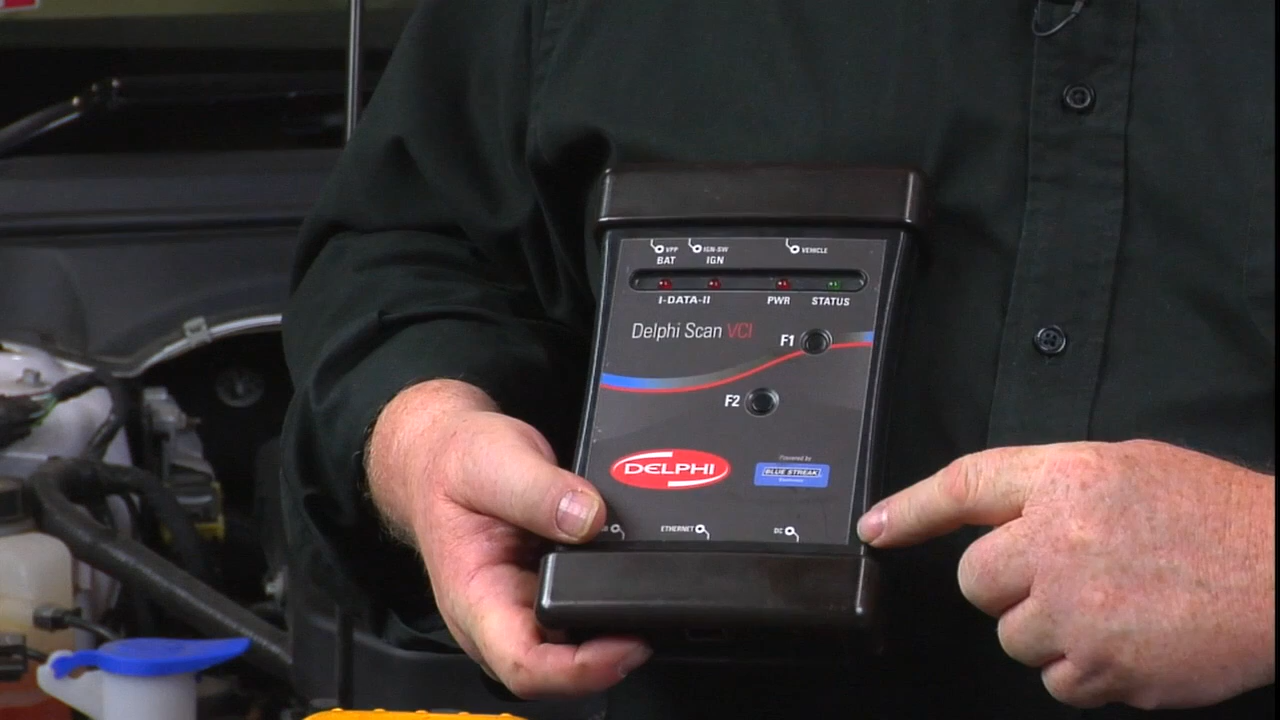 VPP IGN-SW VEHICLE
BAT IGN
I-DATA-II PWR STATUS
Delphi Scan VCI
F1
F2
DELPHI
Powered by
BLUE STREAK
Electronics
ETHERNET DC